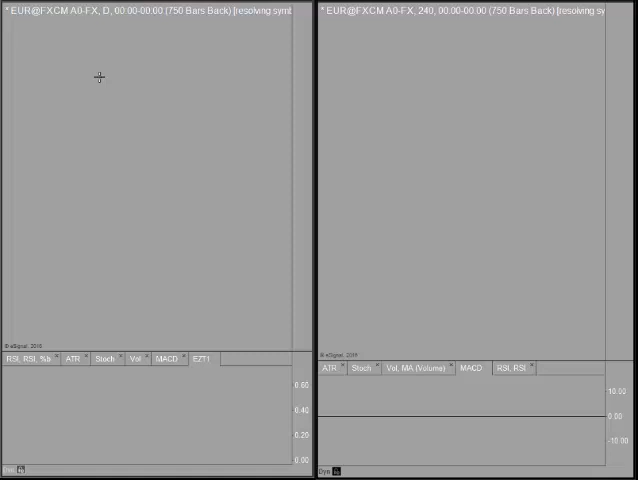 * EUR@FXCM A0-FX, D, 00:00-00:00 (750 Bars Back) [resolving symb
© eSignal, 2016
RSI, RSI, %b ATR Stoch Vol MACD EZT1
0.60
0.40
0.20
0.00
Dyn
* EUR@FXCM A0-FX, 240, 00:00-00:00 (750 Bars Back) [resolving sy
© eSignal, 2016
ATR Stoch Vol, MA (Volume) MACD RSI, RSI
10.00
0.00
-10.00
Dyn